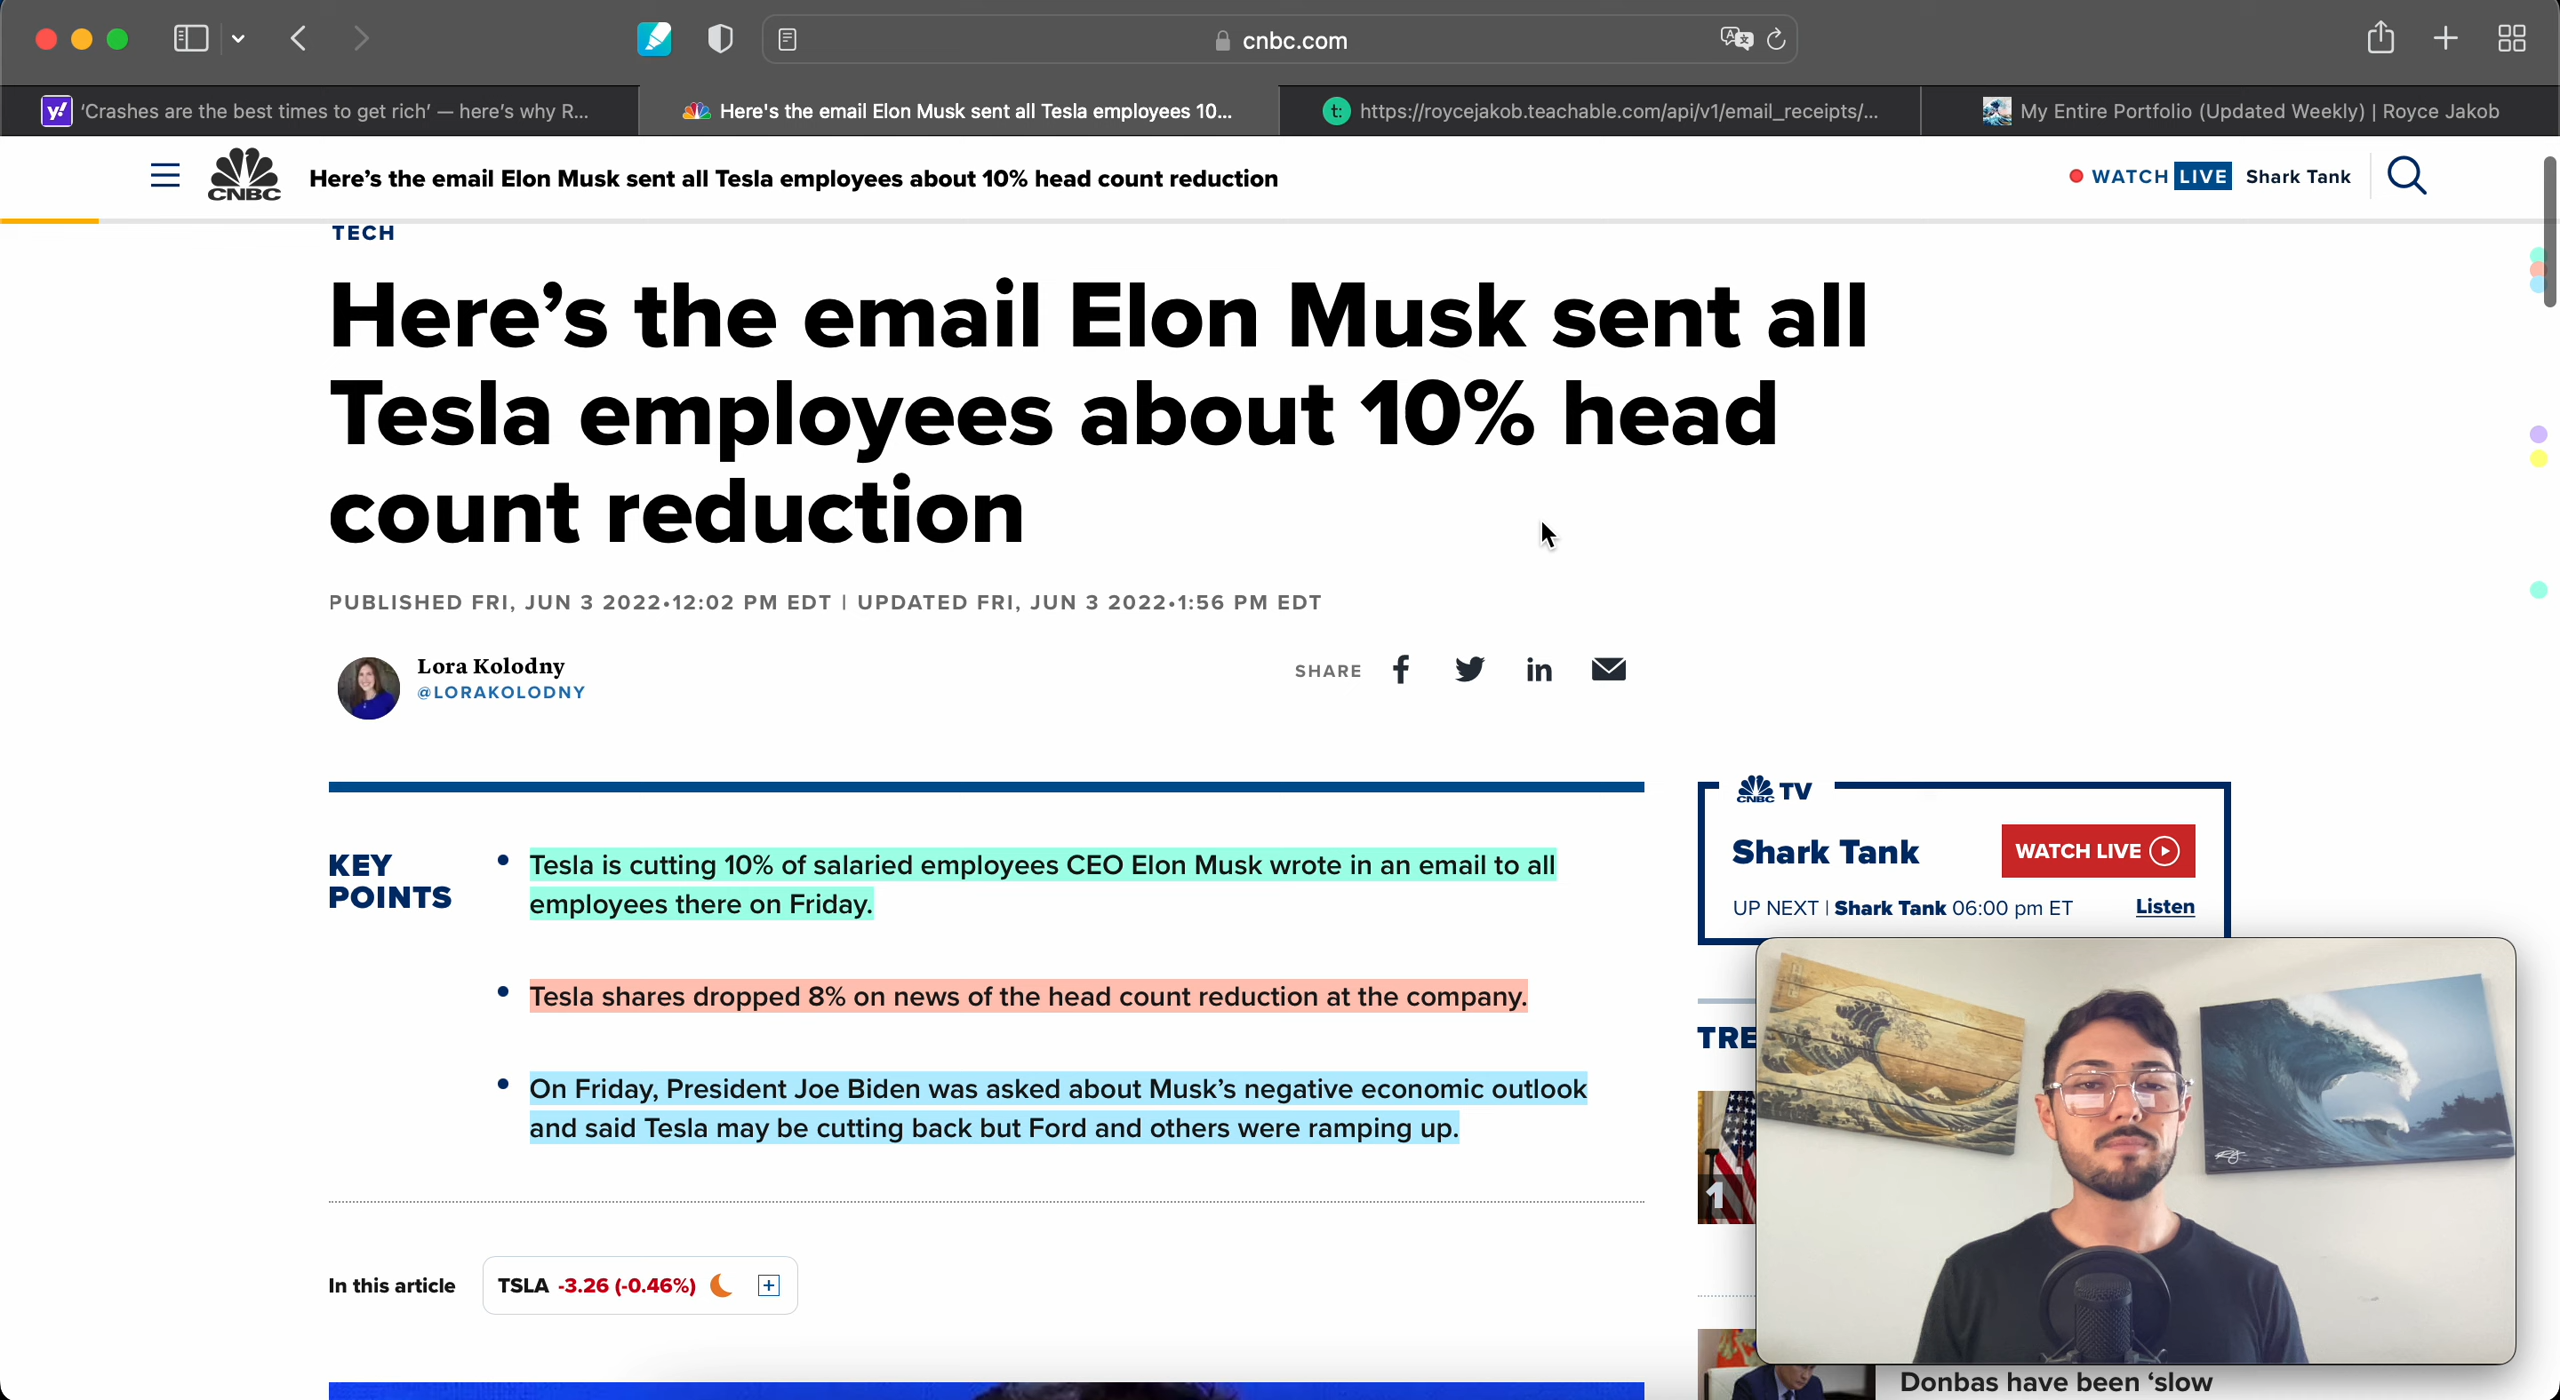 cnbc.com
'Crashes are the best times to get rich' — here's why R...
Here's the email Elon Musk sent all Tesla employees 10...
t:
https://roycejakob.teachable.com/api/v1/email_receipts/...
My Entire Portfolio (Updated Weekly) | Royce Jakob
CNBC
Here's the email Elon Musk sent all Tesla employees about 10% head count reduction
WATCH LIVE
Shark Tank
TECH
Here's the email Elon Musk sent all
Tesla employees about 10% head
count reduction
PUBLISHED FRI, JUN 3 2022•12:02 PM EDT | UPDATED FRI, JUN 3 2022•1:56 PM EDT
Lora Kolodny
@LORAKOLODNY
SHARE
KEY
POINTS
• Tesla is cutting 10% of salaried employees CEO Elon Musk wrote in an email to all
employees there on Friday.
• Tesla shares dropped 8% on news of the head count reduction at the company.
• On Friday, President Joe Biden was asked about Musk's negative economic outlook
and said Tesla may be cutting back but Ford and others were ramping up.
In this article
TSLA -3.26 (-0.46%)
CNBC TV
Shark Tank
WATCH LIVE
UP NEXT | Shark Tank 06:00 pm ET
Listen
TRE
1
Donbas have been 'slow